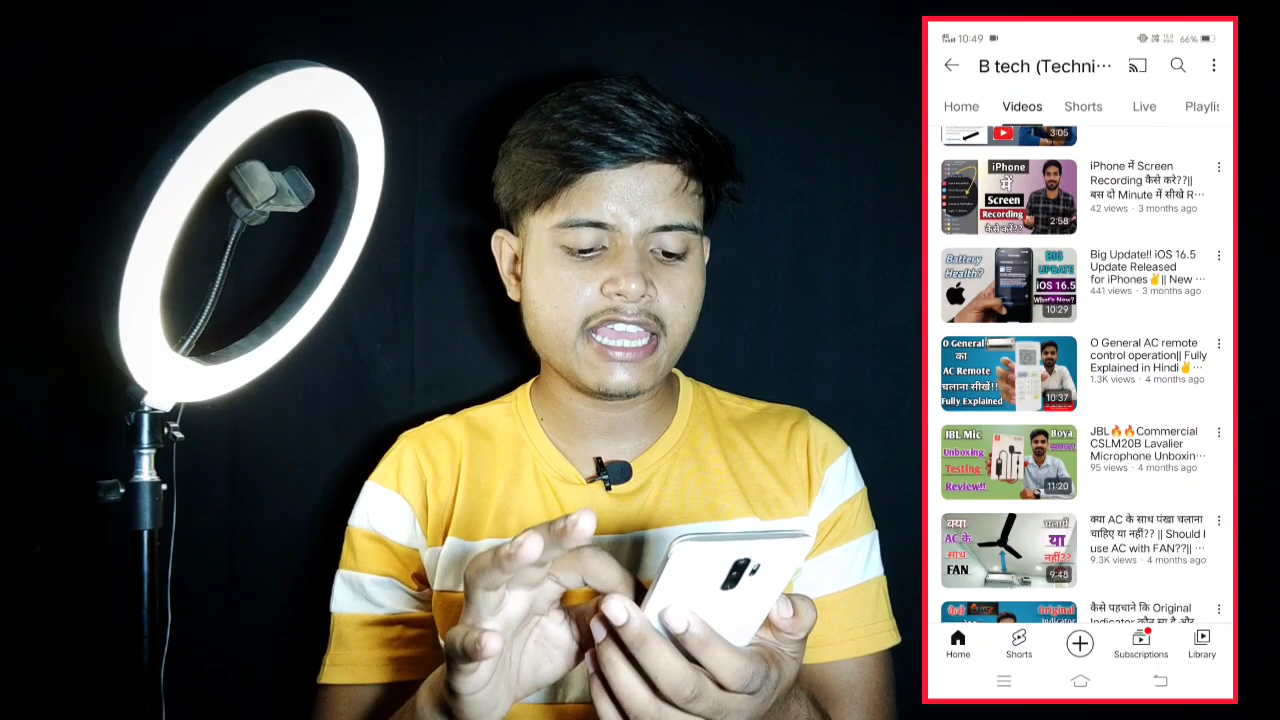 10:49
66%
B tech (Techni···
Home Videos Shorts Live Playlis
3:05
iPhone
में
Screen
Recording
कैसे करें??
2:58
iPhone में Screen
Recording कैसे करे??||
बस दो Minute में सीखे R···
42 views · 3 months ago
Battery
Health?
BIG
UPDATE
iOS 16.5
What's New?
10:29
Big Update!! iOS 16.5
Update Released
for iPhones✌|| New ···
441 views · 3 months ago
O General
का
AC Remote
चलाना सीखें!!
Fully Explained
10:37
O General AC remote
control operation|| Fully
Explained in Hindi✌···
1.3K views · 4 months ago
JBL Mic
Unboxing
Testing
Review!!
Boya
11:20
JBL🔥🔥Commercial
CSLM20B Lavalier
Microphone Unboxin···
95 views · 4 months ago
क्या
AC के
साथ
FAN
चलायें
या
नहीं??
9:45
क्या AC के साथ पंखा चलाना
चाहिए या नहीं?? || Should I
use AC with FAN??|| ···
9.3K views · 4 months ago
कैसे
Original
Indicator
कैसे पहचाने कि Original
Indicator कौन सा है और
Home Shorts Subscriptions Library